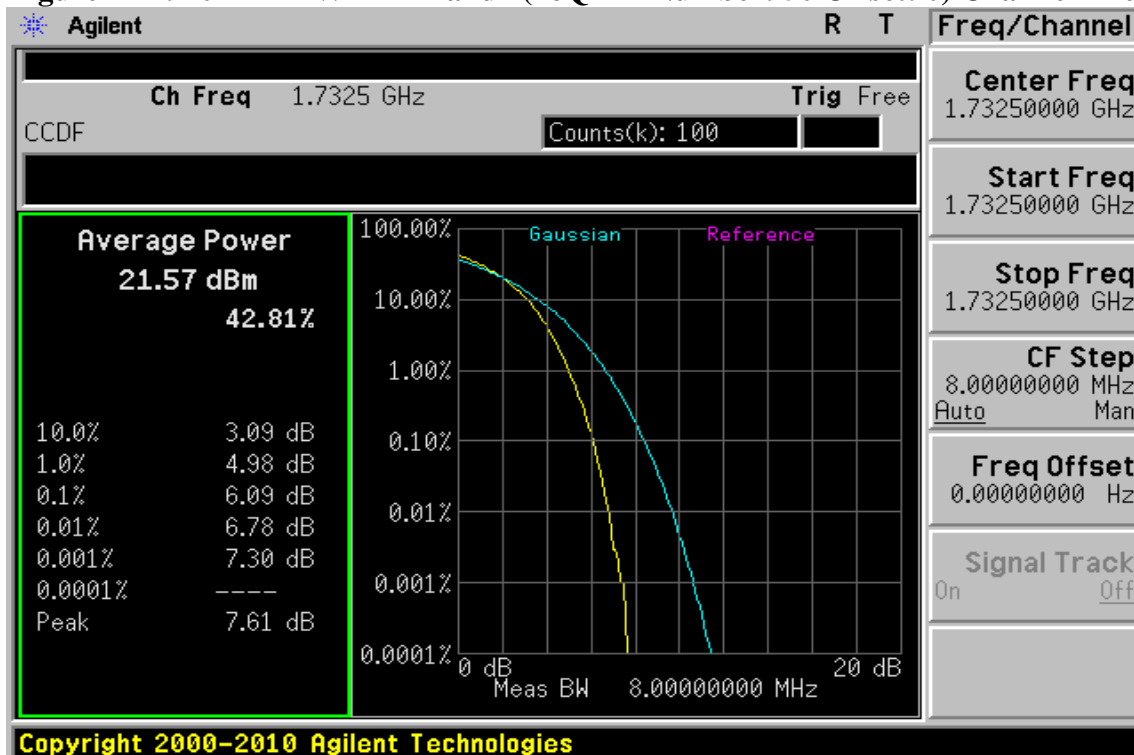 Agilent R T Freq/Channel
Ch Freq 1.7325 GHz Trig Free
CCDF Counts(k): 100
Average Power
21.57 dBm
42.81%
10.0% 3.09 dB
1.0% 4.98 dB
0.1% 6.09 dB
0.01% 6.78 dB
0.001% 7.30 dB
0.0001% ----
Peak 7.61 dB
Gaussian Reference
100.00%
10.00%
1.00%
0.10%
0.01%
0.001%
0.0001%
0 dB 20 dB
Meas BW 8.00000000 MHz
Center Freq
1.73250000 GHz
Start Freq
1.73250000 GHz
Stop Freq
1.73250000 GHz
CF Step
8.00000000 MHz
Auto Man
Freq Offset
0.00000000 Hz
Signal Track
On Off
Copyright 2000-2010 Agilent Technologies